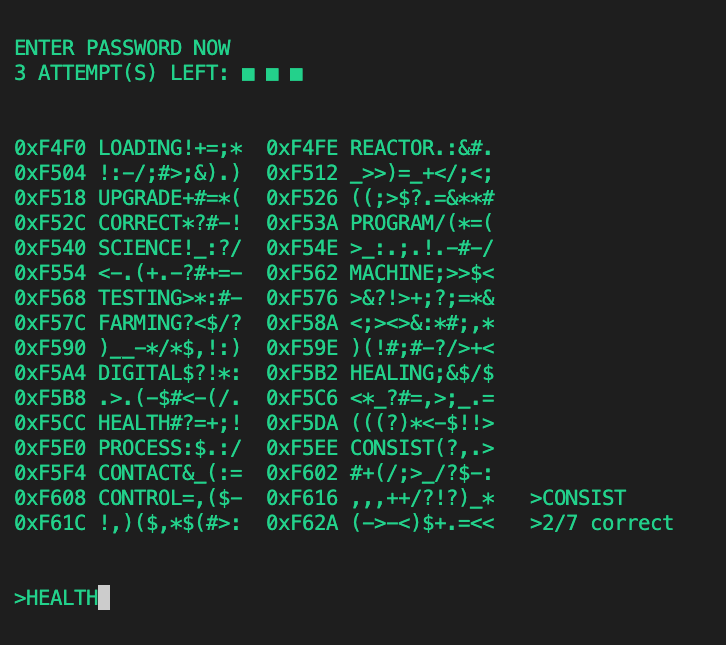 ENTER PASSWORD NOW
3 ATTEMPT(S) LEFT: ■ ■ ■
0xF4F0 LOADING!+=;* 0xF4FE REACTOR.:&#.
0xF504 !:-/;#>;&).) 0xF512 _>>)=_+</;<;
0xF518 UPGRADE+#=*( 0xF526 ((;>$?.=&**#
0xF52C CORRECT*?#-! 0xF53A PROGRAM/(*=(
0xF540 SCIENCE!_:?/ 0xF54E >_:.;.!.-#-/
0xF554 <-.(+.-?#+=- 0xF562 MACHINE;>>$<
0xF568 TESTING>*:#- 0xF576 >&?!>+;?;=*&
0xF57C FARMING?<$/? 0xF58A <;><>&:*#;,*
0xF590 )__-*/*$,!:) 0xF59E )(!#;#-?/>+<
0xF5A4 DIGITAL$?!*: 0xF5B2 HEALING;&$/$
0xF5B8 .>.(-$#<-(/. 0xF5C6 <*_?#=,>;_.=
0xF5CC HEALTH#?=+;! 0xF5DA (((?)*<-$!!>
0xF5E0 PROCESS:$.:/ 0xF5EE CONSIST(?,.>
0xF5F4 CONTACT&_(:= 0xF602 #+(/;>_/?$-:
0xF608 CONTROL=,($- 0xF616 ,,,++/?!?)_* >CONSIST
0xF61C !,)($,*$(#>: 0xF62A (->-<)$+.=<< >2/7 correct
>HEALTH